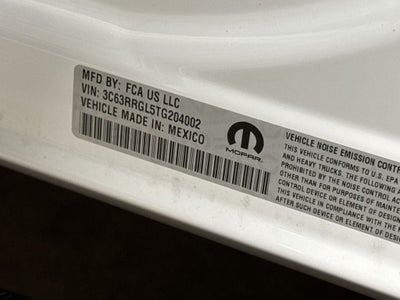 MFD BY: FCA US LLC
VIN: 3C63RRGL5TG204002
VEHICLE MADE IN: MEXICO
MOPAR
VEHICLE NOISE EMISSION CONTR
THIS VEHICLE CONFORMS TO U.S. EPA
AND HEAVY TRUCKS. THE FOLLOWING A
PROHIBITED BY THE NOISE CONTROL
OTHER THAN FOR PURPOSES OF MAINTE
CONTROL DEVICE OR ELEMENT OF DESIGN
THIS VEHICLE IN COMPLIANCE WITH THE
AFTER SUCH DEVICE OR ELEMENT OF DES